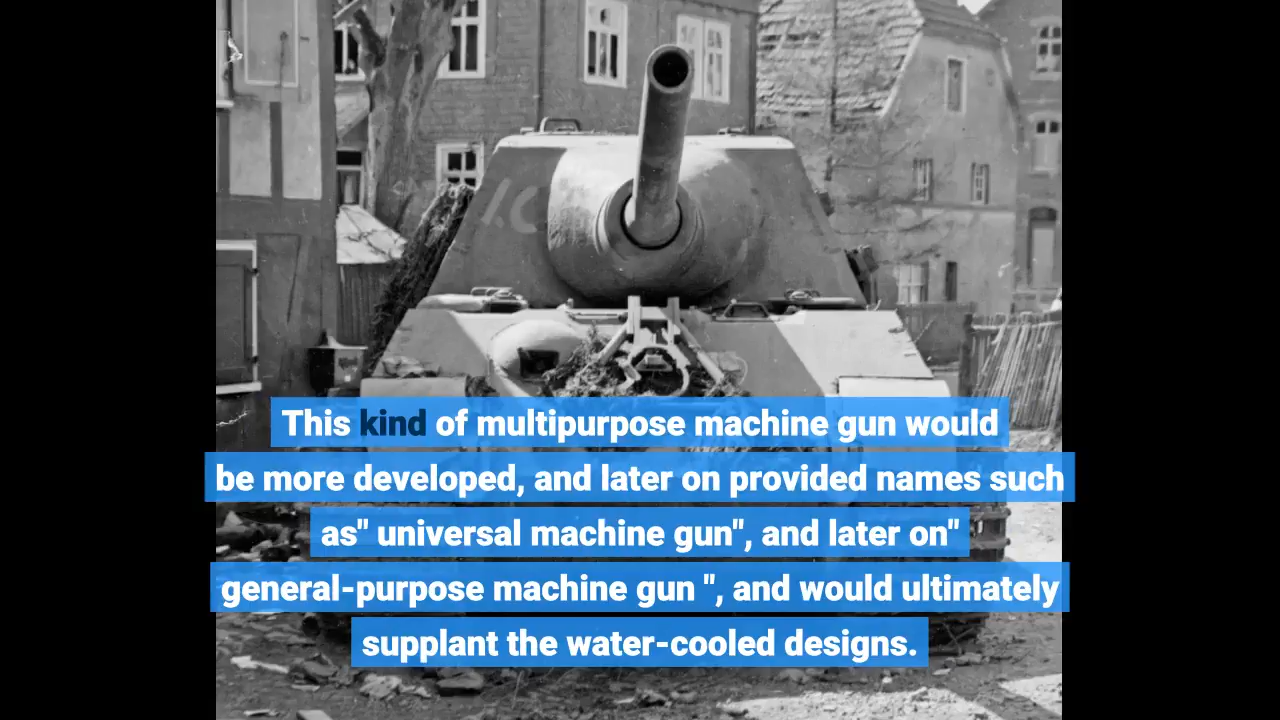 This kind of multipurpose machine gun would
be more developed, and later on provided names such
as" universal machine gun", and later on"
general-purpose machine gun ", and would ultimately
supplant the water-cooled designs.